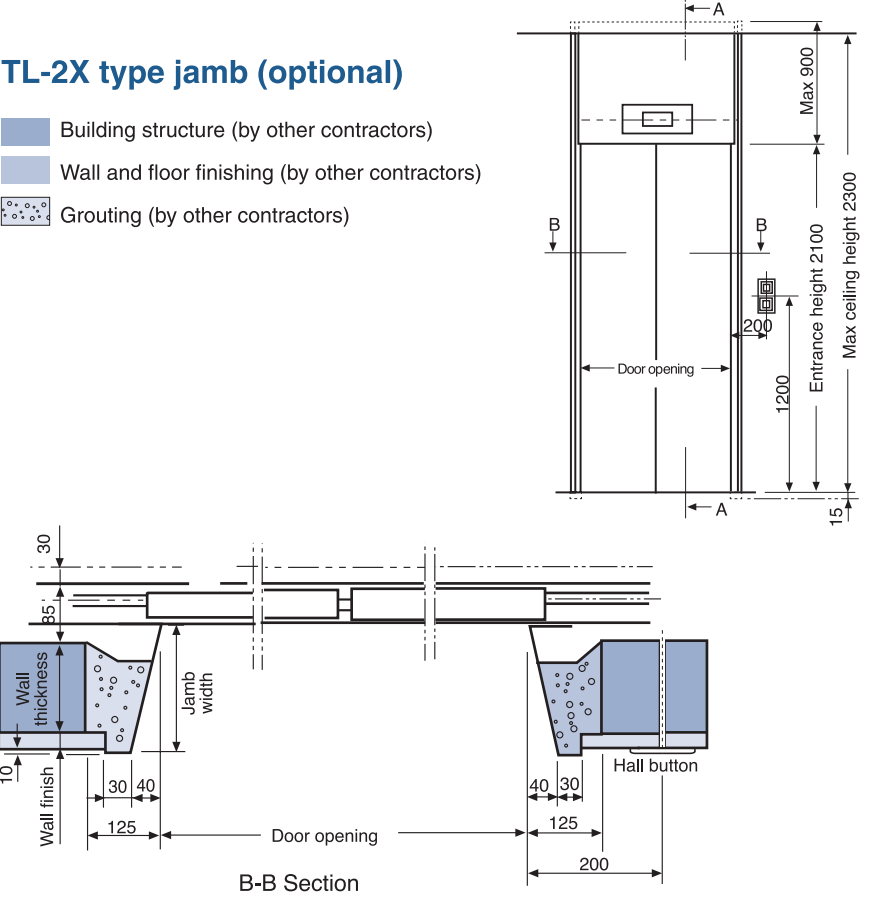 A
TL-2X type jamb (optional)
Max 900
Building structure (by other contractors)
Wall and floor finishing (by other contractors)
Grouting (by other contractors)
B
B
Max ceiling height 2300
Entrance height 2100
200
Door opening
1200
A
15
30
85
Wall
thickness
Jamb
width
10
Wall finish
30
40
125
Door opening
40
30
125
200
Hall button
B-B Section